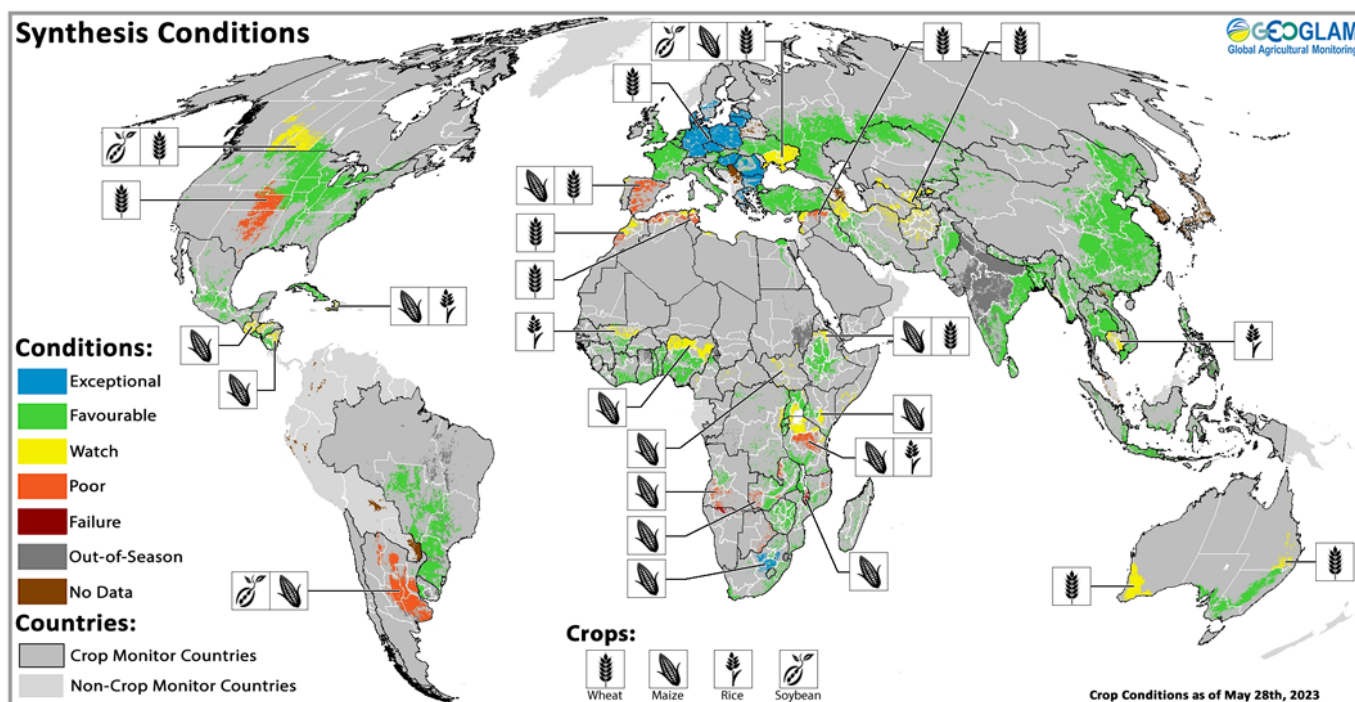 Synthesis Conditions
GEOGLAM
Global Agricultural Monitoring
Conditions:
Exceptional
Favourable
Watch
Poor
Failure
Out-of-Season
No Data
Countries:
Crop Monitor Countries
Non-Crop Monitor Countries
Crops:
Wheat
Maize
Rice
Soybean
Crop Conditions as of May 28th, 2023